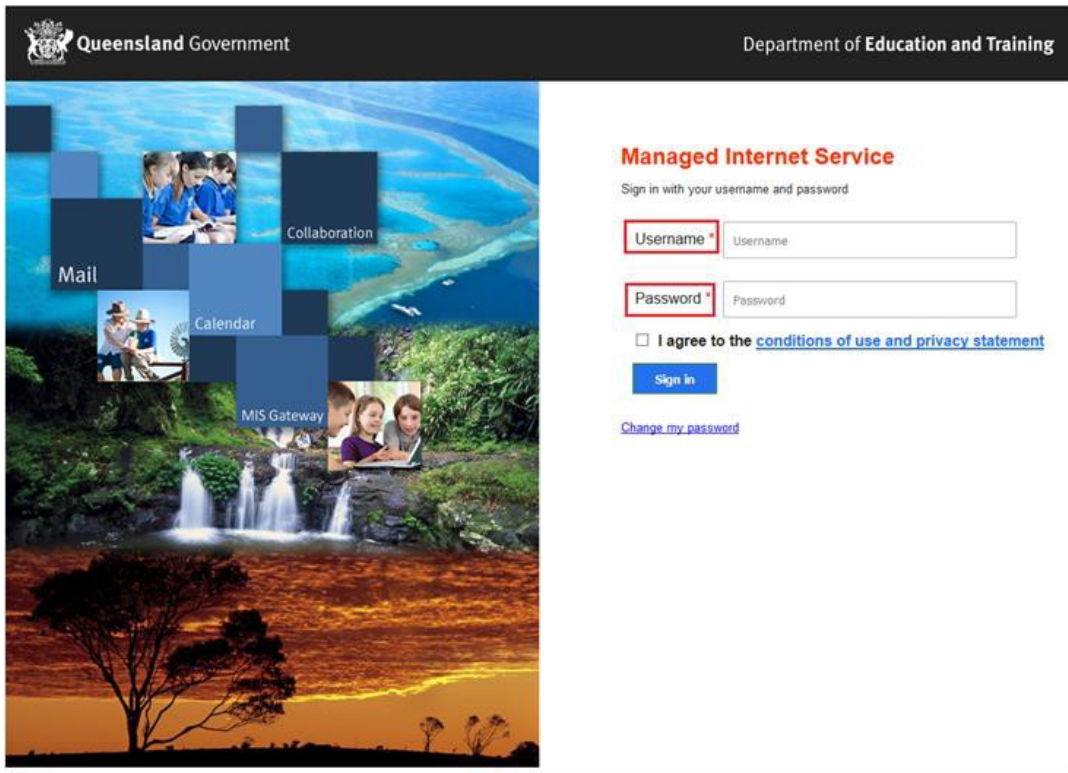 Queensland Government
Department of Education and Training
Collaboration
Mail
Calendar
MIS Gateway
Managed Internet Service
Sign in with your username and password
Username * Username
Password * Password
I agree to the conditions of use and privacy statement
Sign in
Change my password